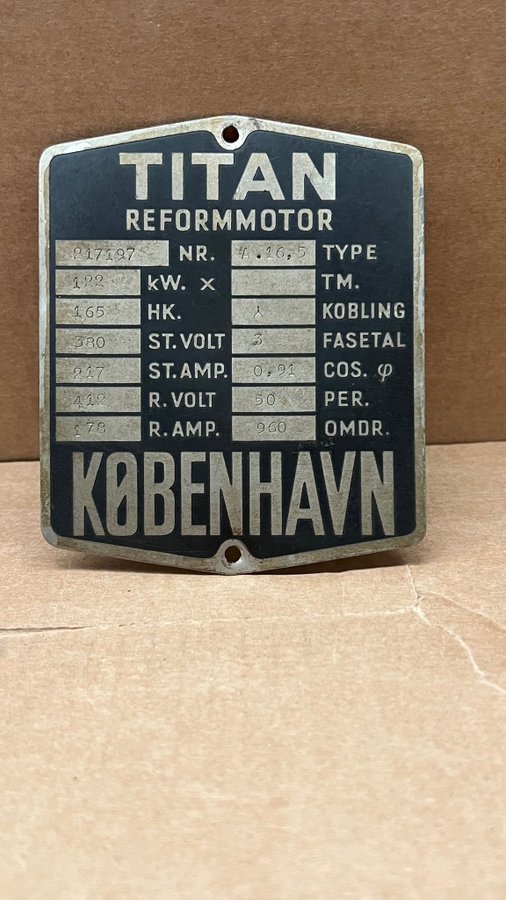 TITAN
REFORMMOTOR
217197 NR. A.16,5 TYPE
122 kW. x TM.
165 HK. Y KOBLING
380 ST. VOLT 3 FASETAL
217 ST. AMP. 0,91 COS. φ
412 R. VOLT 50 PER.
178 R. AMP. 960 OMDR.
KØBENHAVN